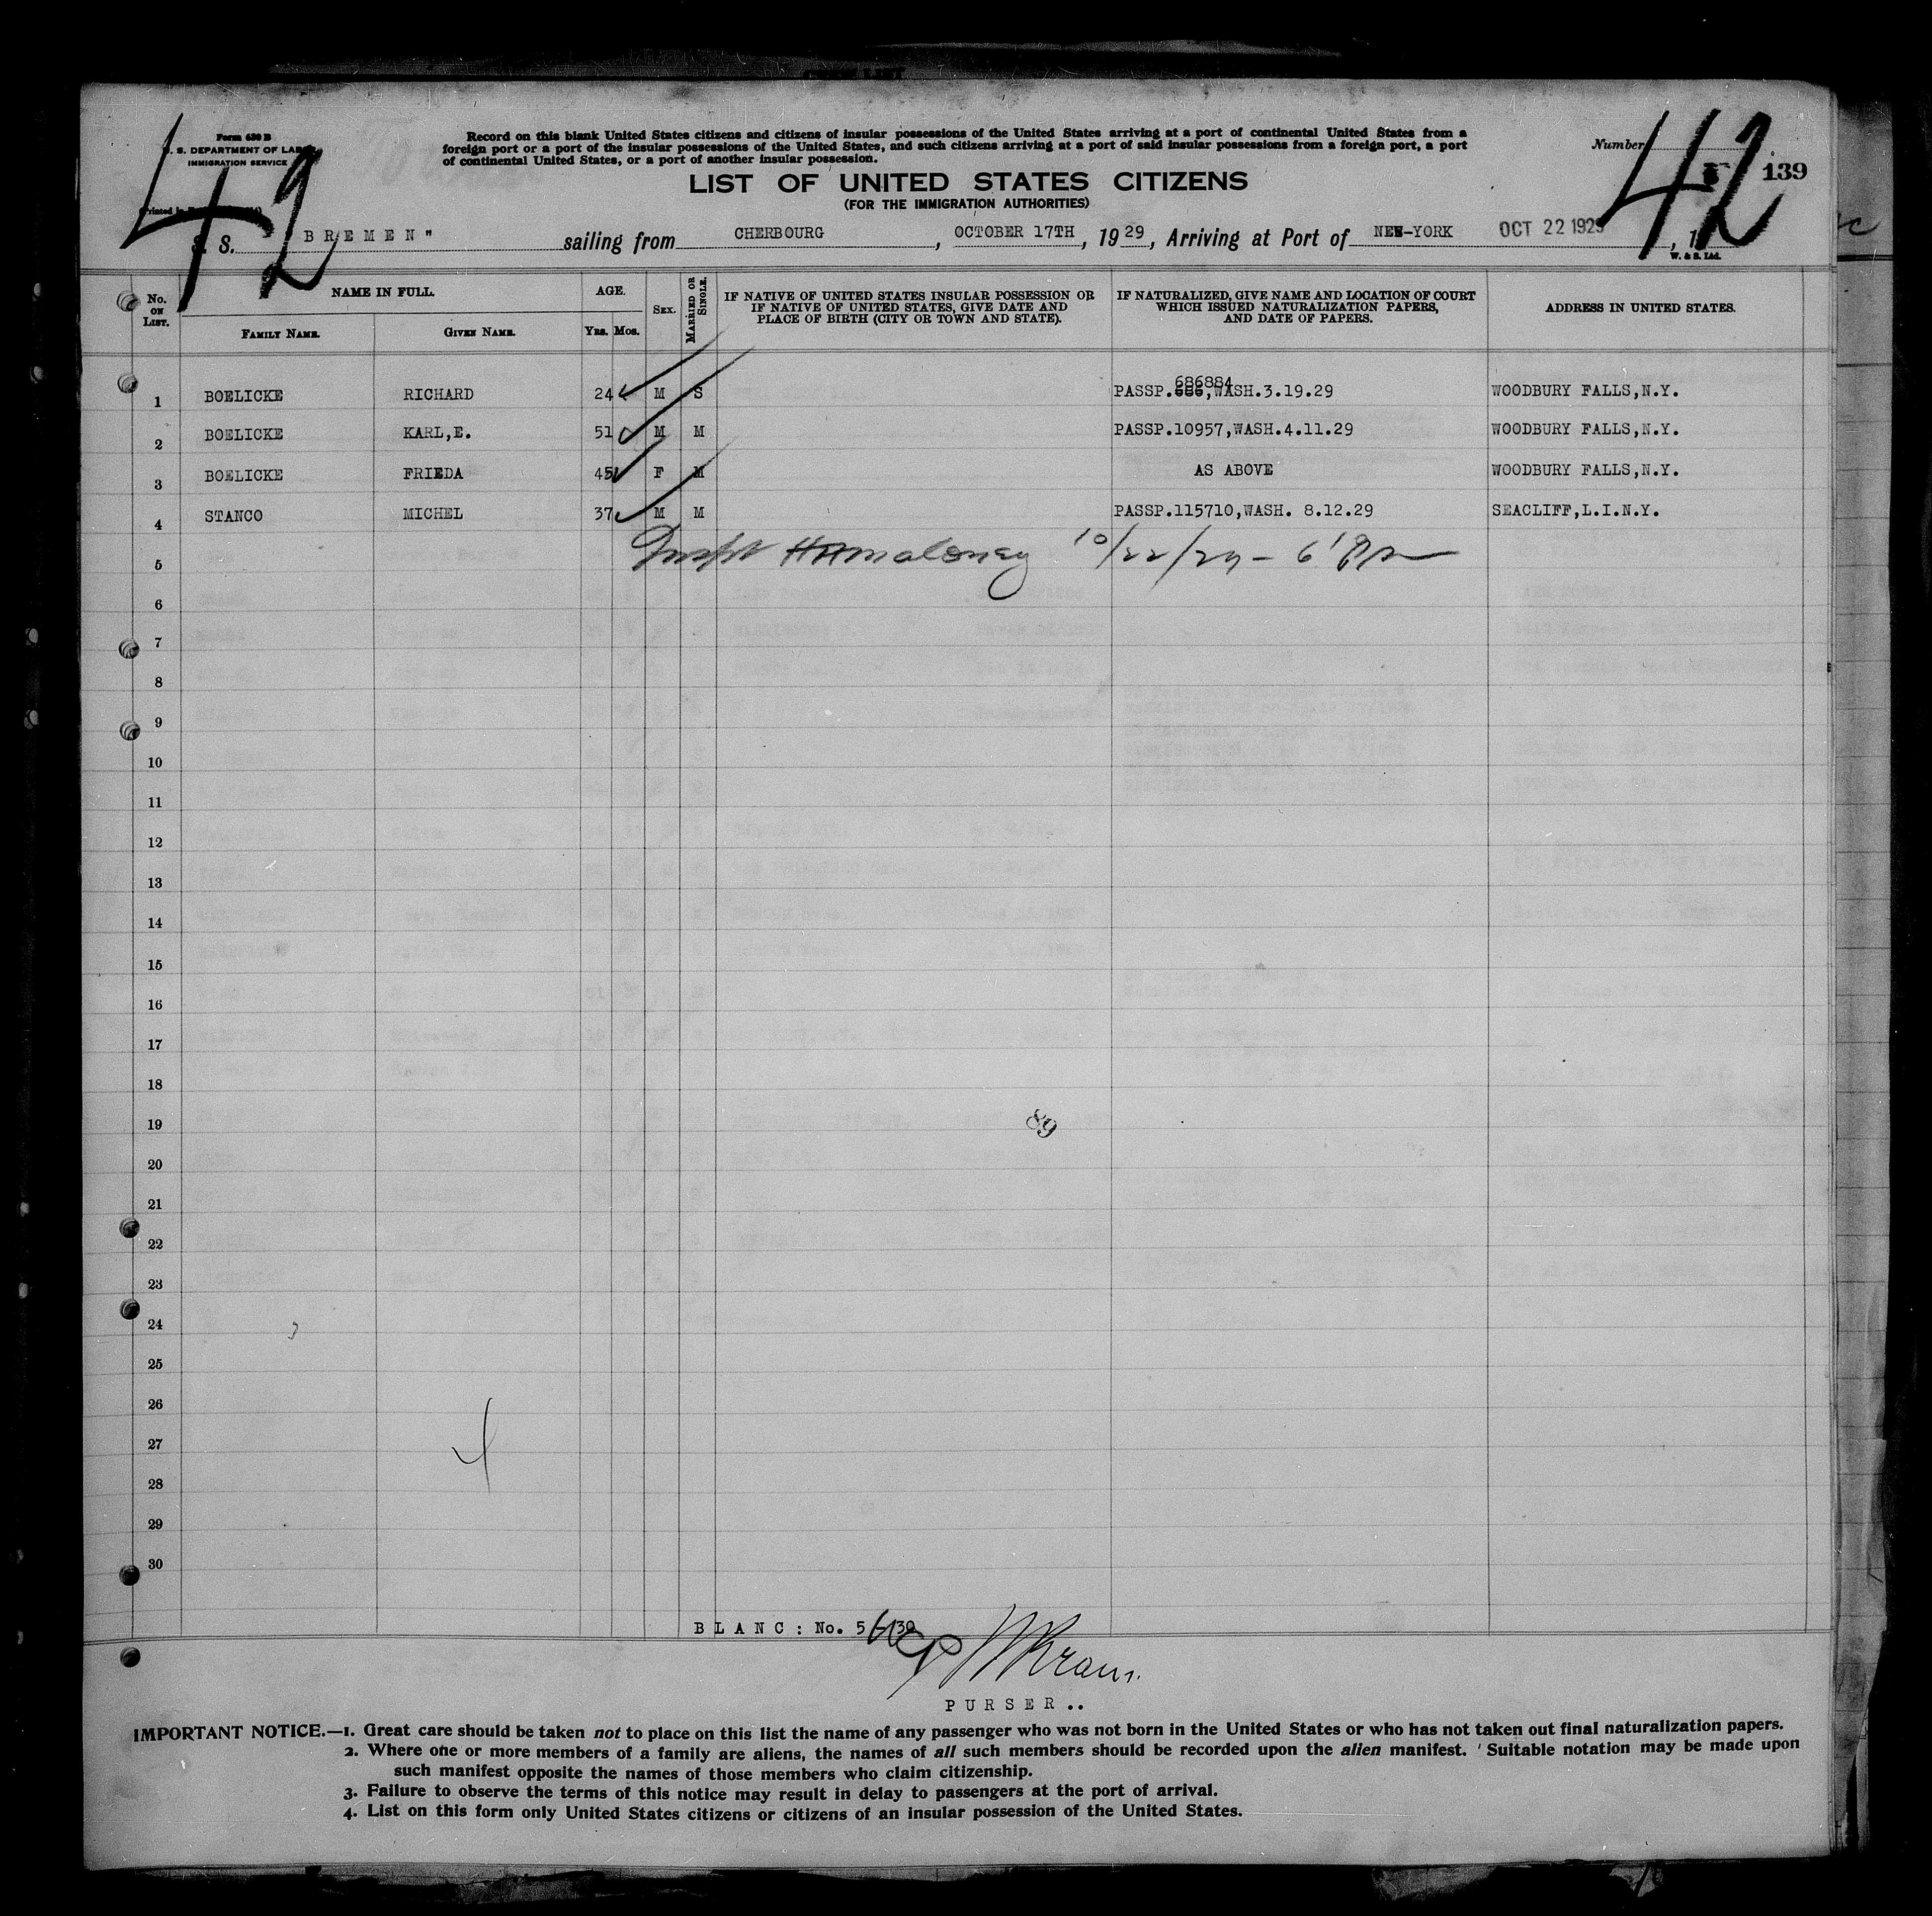 42
42
Form 630 B
U. S. DEPARTMENT OF LABOR
IMMIGRATION SERVICE
Record on this blank United States citizens and citizens of insular possessions of the United States arriving at a port of continental United States from a
foreign port or a port of the insular possessions of the United States, and such citizens arriving at a port of said insular possessions from a foreign port, a port
of continental United States, or a port of another insular possession.
Number
139
LIST OF UNITED STATES CITIZENS
(FOR THE IMMIGRATION AUTHORITIES)
S. S. BREMEN" sailing from CHERBOURG, OCTOBER 17TH, 1929, Arriving at Port of NEW-YORK OCT 22 1929, 1
W. & S. Ltd.
No. ON LIST. NAME IN FULL. AGE. SEX. MARRIED OR SINGLE. IF NATIVE OF UNITED STATES INSULAR POSSESSION OR IF NATIVE OF UNITED STATES, GIVE DATE AND PLACE OF BIRTH (CITY OR TOWN AND STATE). IF NATURALIZED, GIVE NAME AND LOCATION OF COURT WHICH ISSUED NATURALIZATION PAPERS, AND DATE OF PAPERS. ADDRESS IN UNITED STATES.
FAMILY NAME. GIVEN NAME. YRS. MOS.
686884
1 BOELICKE RICHARD 24 M S PASSP.686,WASH.3.19.29 WOODBURY FALLS,N.Y.
2 BOELICKE KARL,E. 51 M M PASSP.10957,WASH.4.11.29 WOODBURY FALLS,N.Y.
3 BOELICKE FRIEDA 45 F M AS ABOVE WOODBURY FALLS,N.Y.
4 STANCO MICHEL 37 M M PASSP.115710,WASH. 8.12.29 SEACLIFF,L.I.N.Y.
5 Maloney 10/22/29 - 6
6
7
8
9
10
11
12
13
14
15
16
17
18
19
89
20
21
22
23
24
25
26
27
28
29
30
BLANC: No. 5 30
PURSER..
IMPORTANT NOTICE.—1. Great care should be taken not to place on this list the name of any passenger who was not born in the United States or who has not taken out final naturalization papers.
2. Where one or more members of a family are aliens, the names of all such members should be recorded upon the alien manifest. Suitable notation may be made upon
such manifest opposite the names of those members who claim citizenship.
3. Failure to observe the terms of this notice may result in delay to passengers at the port of arrival.
4. List on this form only United States citizens or citizens of an insular possession of the United States.